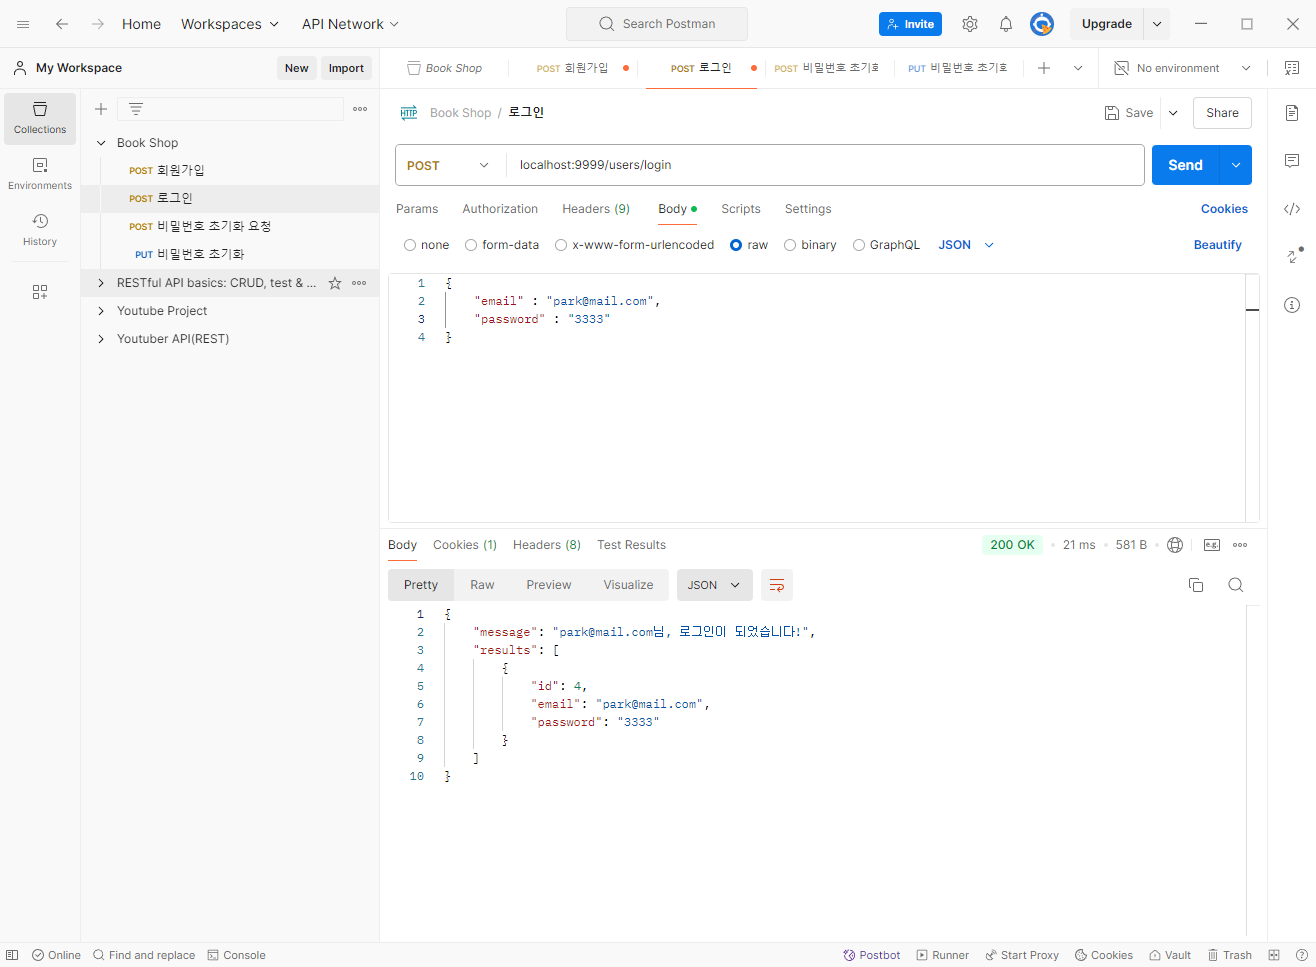 Home Workspaces API Network Search Postman Invite Upgrade
My Workspace New Import Book Shop POST 회원가입 POST 로그인 POST 비밀번호 초기화 PUT 비밀번호 초기화 No environment
Collections
Environments
History
Book Shop
POST 회원가입
POST 로그인
POST 비밀번호 초기화 요청
PUT 비밀번호 초기화
RESTful API basics: CRUD, test & ...
Youtube Project
Youtuber API(REST)
HTTP Book Shop / 로그인 Save Share
POST localhost:9999/users/login Send
Params Authorization Headers (9) Body Scripts Settings Cookies
none form-data x-www-form-urlencoded raw binary GraphQL JSON Beautify
1 {
2 "email" : "park@mail.com",
3 "password" : "3333"
4 }
Body Cookies (1) Headers (8) Test Results 200 OK 21 ms 581 B e.g.
Pretty Raw Preview Visualize JSON
1 {
2 "message": "park@mail.com님, 로그인이 되었습니다!",
3 "results": [
4 {
5 "id": 4,
6 "email": "park@mail.com",
7 "password": "3333"
8 }
9 ]
10 }
Online Find and replace Console Postbot Runner Start Proxy Cookies Vault Trash